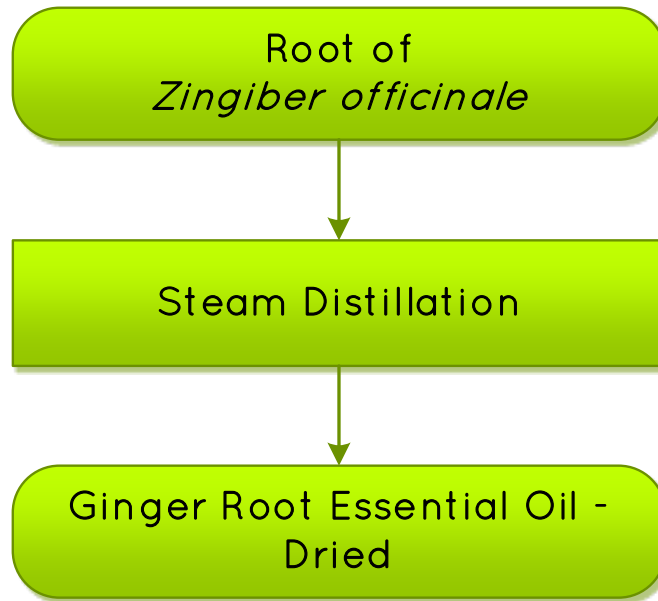 Root of
Zingiber officinale
Steam Distillation
Ginger Root Essential Oil -
Dried